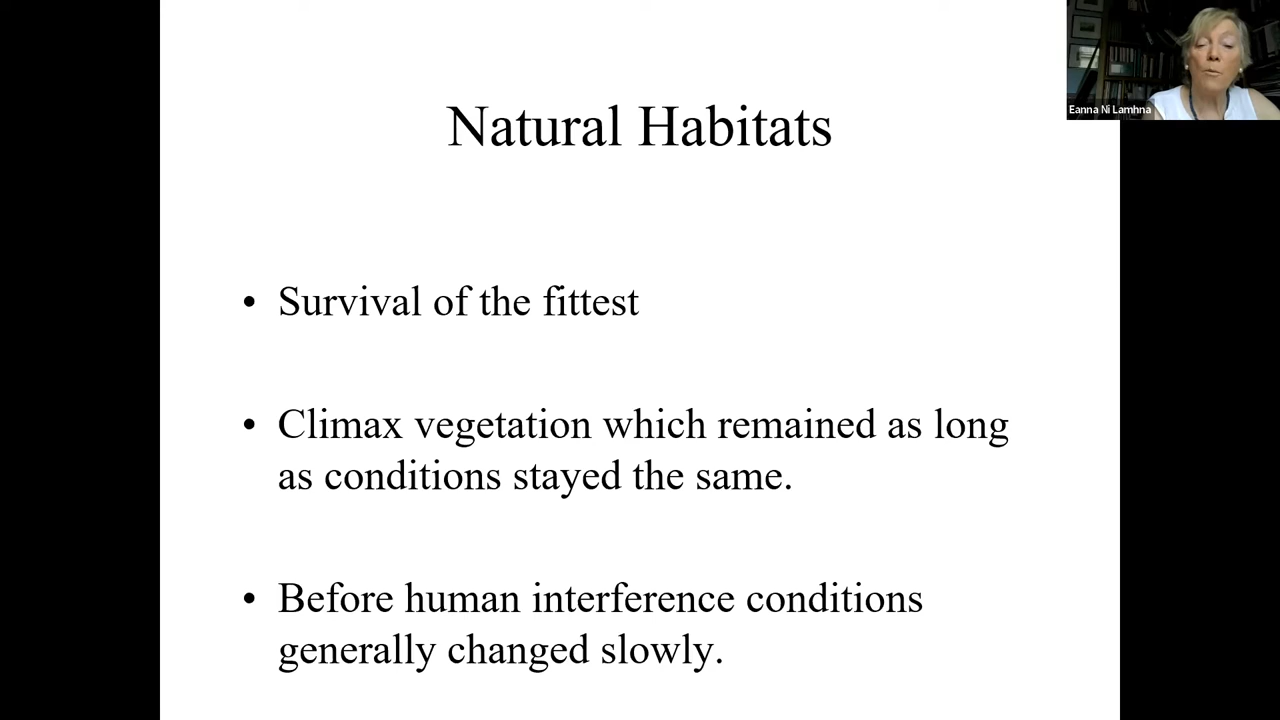 Natural Habitats
Eanna Ni Lamhna
• Survival of the fittest
• Climax vegetation which remained as long
as conditions stayed the same.
• Before human interference conditions
generally changed slowly.